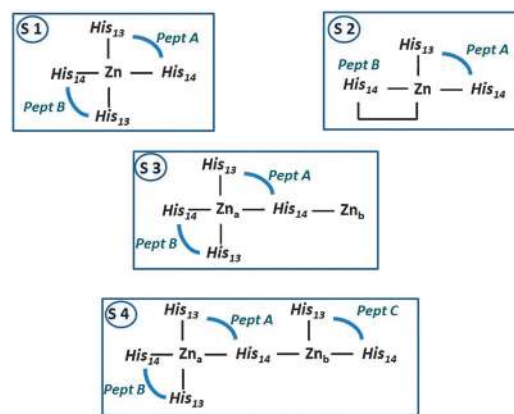 S 1
His13 Pept A
His14 Zn His14
Pept B
His13
S 2
His13 Pept A
Pept B
His14 Zn His14
S 3
His13 Pept A
His14 Zna His14 Znb
Pept B
His13
S 4
His13 Pept A His13 Pept C
His14 Zna His14 Znb His14
Pept B
His13